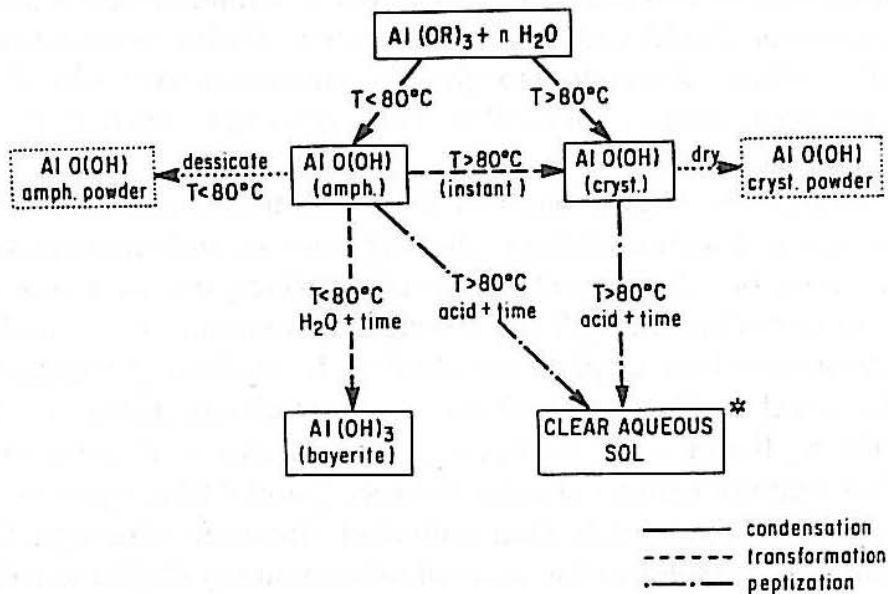 Al (OR)₃ + n H₂O
T<80°C
T>80°C
Al O(OH)
amph. powder
dessicate
T<80°C
Al O(OH)
(amph.)
T>80°C
(instant)
Al O(OH)
(cryst.)
dry
Al O(OH)
cryst. powder
T<80°C
H₂O + time
T>80°C
acid + time
T>80°C
acid + time
Al (OH)₃
(bayerite)
CLEAR AQUEOUS
SOL
*
condensation
transformation
peptization